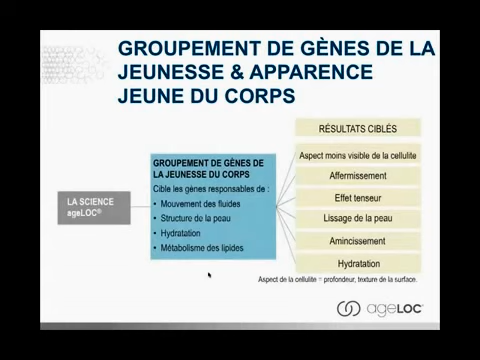 GROUPEMENT DE GÈNES DE LA
JEUNESSE & APPARENCE
JEUNE DU CORPS
LA SCIENCE
ageLOC®
GROUPEMENT DE GÈNES DE
LA JEUNESSE DU CORPS
Cible les gènes responsables de :
• Mouvement des fluides
• Structure de la peau
• Hydratation
• Métabolisme des lipides
RÉSULTATS CIBLÉS
Aspect moins visible de la cellulite
Affermissement
Effet tenseur
Lissage de la peau
Amincissement
Hydratation
Aspect de la cellulite = profondeur, texture de la surface.
ageLOC